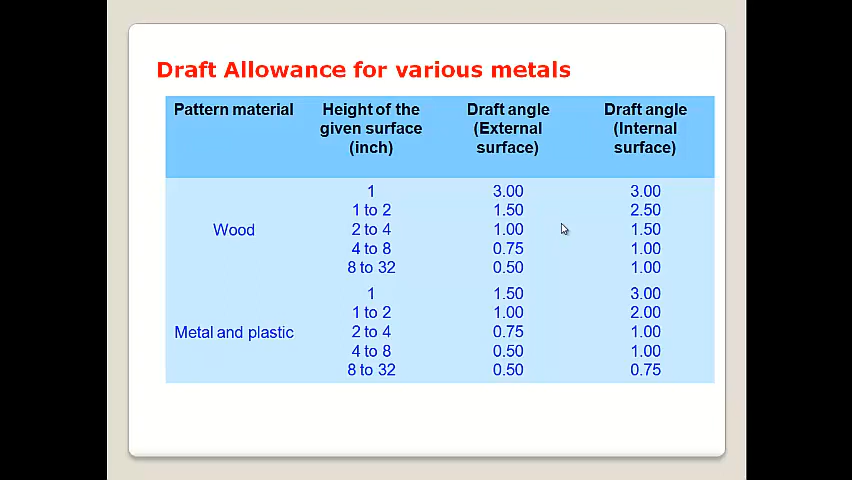 Draft Allowance for various metals
Pattern material Height of the given surface (inch) Draft angle (External surface) Draft angle (Internal surface)
Wood
1 3.00 3.00
1 to 2 1.50 2.50
2 to 4 1.00 1.50
4 to 8 0.75 1.00
8 to 32 0.50 1.00
Metal and plastic
1 1.50 3.00
1 to 2 1.00 2.00
2 to 4 0.75 1.00
4 to 8 0.50 1.00
8 to 32 0.50 0.75